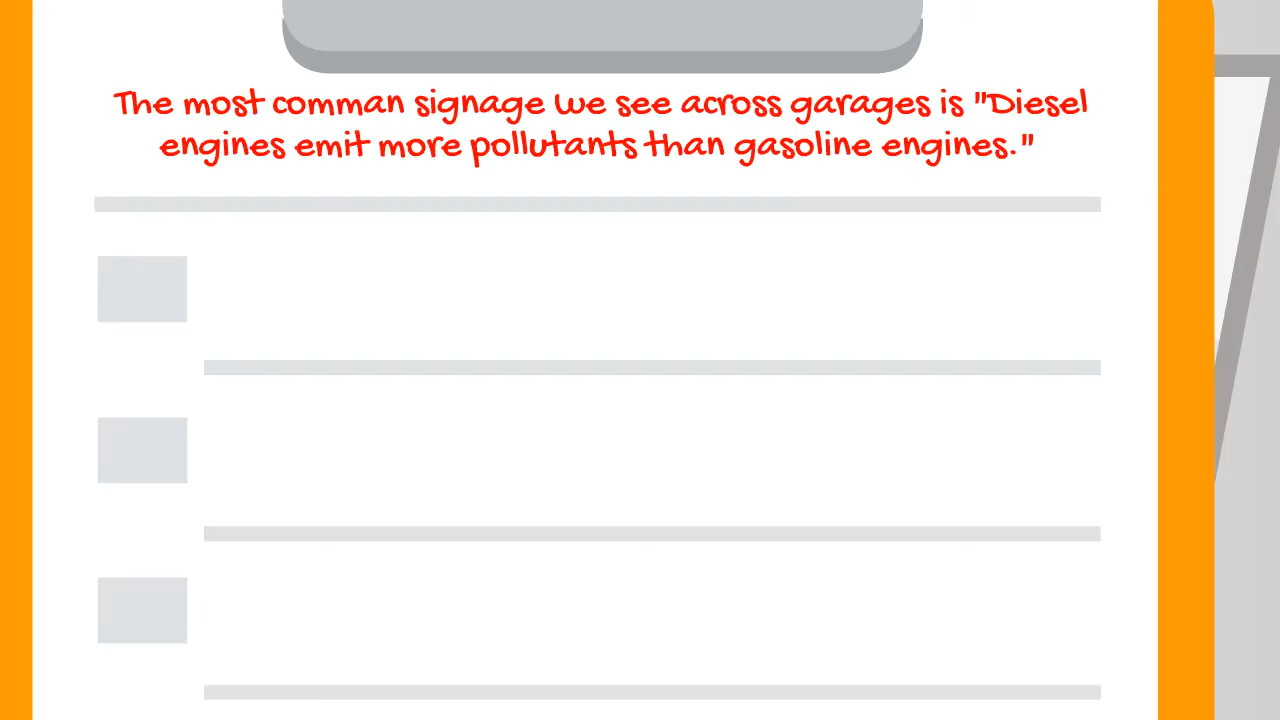 The most comman signage we see across garages is "Diesel
engines emit more pollutants than gasoline engines."